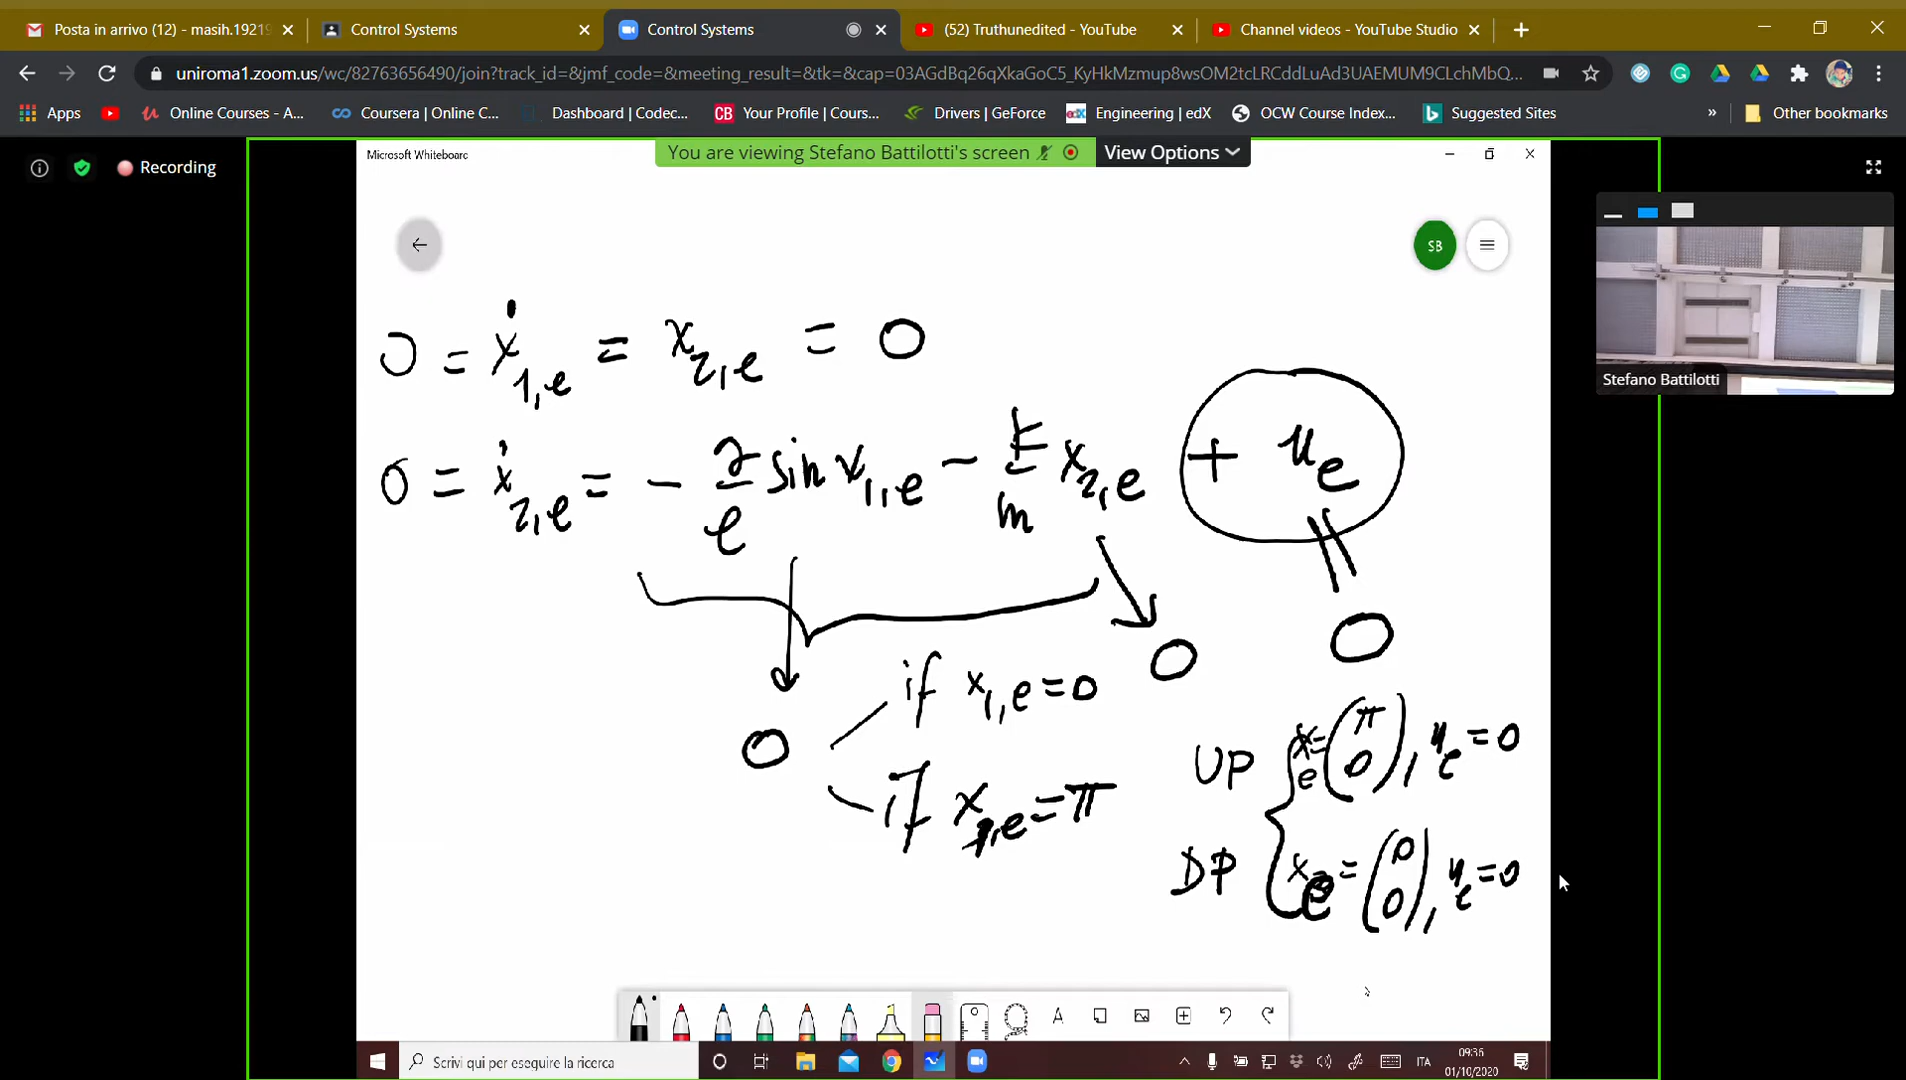 Posta in arrivo (12) - masih.1921
Control Systems
Control Systems
(52) Truthunedited - YouTube
Channel videos - YouTube Studio
uniroma1.zoom.us/wc/82763656490/join?track_id=&jmf_code=&meeting_result=&tk=&cap=03AGdBq26qXkaGoC5_KyHkMzmup8wsOM2tcLRCddLuAd3UAEMUM9CLchMbQ...
Apps
Online Courses - A...
Coursera | Online C...
Dashboard | Codec...
CB
Your Profile | Cours...
Drivers | GeForce
edX
Engineering | edX
OCW Course Index...
Suggested Sites
»
Other bookmarks
Microsoft Whiteboard
You are viewing Stefano Battilotti's screen
View Options
Recording
SB
Stefano Battilotti
0 = ẋ1,e = x2,e = 0
0 = ẋ2,e = - g/ℓ sin x1,e - k/m x2,e + ue
0
0
if x1,e = 0
0
if x1,e = π
UP { xe = (π 0), ue = 0
DP xe = (0 0), ue = 0
Scrivi qui per eseguire la ricerca
ITA
09:36
01/10/2020